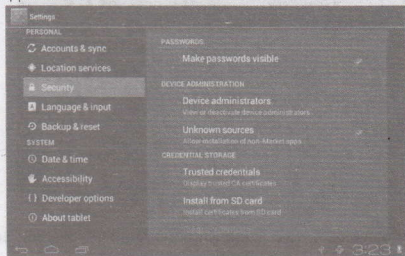 Settings
PERSONAL
Accounts & sync
Location services
Security
Language & input
Backup & reset
SYSTEM
Date & time
Accessibility
{ } Developer options
About tablet
PASSWORDS
Make passwords visible
DEVICE ADMINISTRATION
Device administrators
View or deactivate device administrators
Unknown sources
Allow installation of non-Market apps
CREDENTIAL STORAGE
Trusted credentials
Display trusted CA certificates
Install from SD card
Install certificates from SD card
3:23